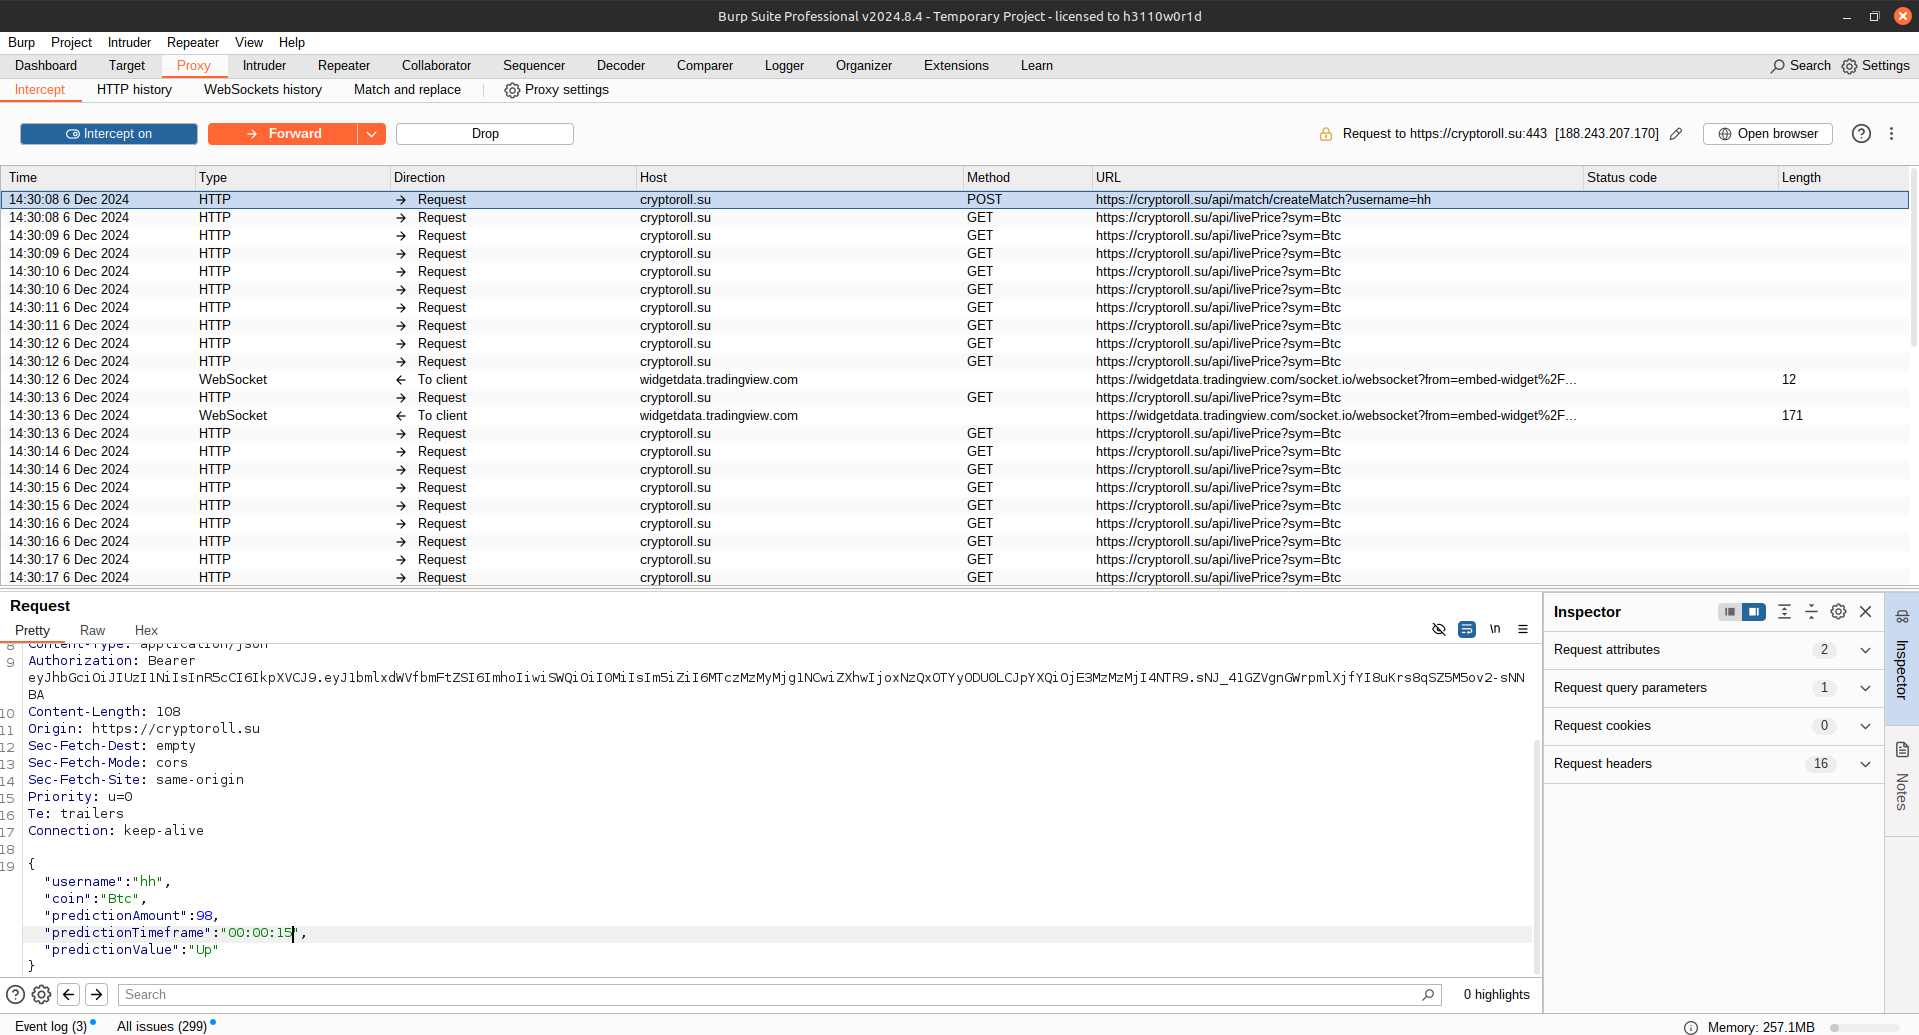 Burp Suite Professional v2024.8.4 - Temporary Project - licensed to h3110w0r1d
Burp Project Intruder Repeater View Help
Dashboard Target Proxy Intruder Repeater Collaborator Sequencer Decoder Comparer Logger Organizer Extensions Learn Search Settings
Intercept HTTP history WebSockets history Match and replace Proxy settings
Intercept on Forward Drop Request to https://cryptoroll.su:443 [188.243.207.170] Open browser
Time Type Direction Host Method URL Status code Length
14:30:08 6 Dec 2024 HTTP → Request cryptoroll.su POST https://cryptoroll.su/api/match/createMatch?username=hh
14:30:08 6 Dec 2024 HTTP → Request cryptoroll.su GET https://cryptoroll.su/api/livePrice?sym=Btc
14:30:09 6 Dec 2024 HTTP → Request cryptoroll.su GET https://cryptoroll.su/api/livePrice?sym=Btc
14:30:09 6 Dec 2024 HTTP → Request cryptoroll.su GET https://cryptoroll.su/api/livePrice?sym=Btc
14:30:10 6 Dec 2024 HTTP → Request cryptoroll.su GET https://cryptoroll.su/api/livePrice?sym=Btc
14:30:10 6 Dec 2024 HTTP → Request cryptoroll.su GET https://cryptoroll.su/api/livePrice?sym=Btc
14:30:11 6 Dec 2024 HTTP → Request cryptoroll.su GET https://cryptoroll.su/api/livePrice?sym=Btc
14:30:11 6 Dec 2024 HTTP → Request cryptoroll.su GET https://cryptoroll.su/api/livePrice?sym=Btc
14:30:12 6 Dec 2024 HTTP → Request cryptoroll.su GET https://cryptoroll.su/api/livePrice?sym=Btc
14:30:12 6 Dec 2024 HTTP → Request cryptoroll.su GET https://cryptoroll.su/api/livePrice?sym=Btc
14:30:12 6 Dec 2024 WebSocket ← To client widgetdata.tradingview.com https://widgetdata.tradingview.com/socket.io/websocket?from=embed-widget%2F... 12
14:30:13 6 Dec 2024 HTTP → Request cryptoroll.su GET https://cryptoroll.su/api/livePrice?sym=Btc
14:30:13 6 Dec 2024 WebSocket ← To client widgetdata.tradingview.com https://widgetdata.tradingview.com/socket.io/websocket?from=embed-widget%2F... 171
14:30:13 6 Dec 2024 HTTP → Request cryptoroll.su GET https://cryptoroll.su/api/livePrice?sym=Btc
14:30:14 6 Dec 2024 HTTP → Request cryptoroll.su GET https://cryptoroll.su/api/livePrice?sym=Btc
14:30:14 6 Dec 2024 HTTP → Request cryptoroll.su GET https://cryptoroll.su/api/livePrice?sym=Btc
14:30:15 6 Dec 2024 HTTP → Request cryptoroll.su GET https://cryptoroll.su/api/livePrice?sym=Btc
14:30:15 6 Dec 2024 HTTP → Request cryptoroll.su GET https://cryptoroll.su/api/livePrice?sym=Btc
14:30:16 6 Dec 2024 HTTP → Request cryptoroll.su GET https://cryptoroll.su/api/livePrice?sym=Btc
14:30:16 6 Dec 2024 HTTP → Request cryptoroll.su GET https://cryptoroll.su/api/livePrice?sym=Btc
14:30:17 6 Dec 2024 HTTP → Request cryptoroll.su GET https://cryptoroll.su/api/livePrice?sym=Btc
14:30:17 6 Dec 2024 HTTP → Request cryptoroll.su GET https://cryptoroll.su/api/livePrice?sym=Btc
Request
Pretty Raw Hex \n
8 Content-Type: application/json
9 Authorization: Bearer
eyJhbGciOiJIUzI1NiIsInR5cCI6IkpXVCJ9.eyJ1bmlxdWVfbmFtZSI6ImhoIiwiSWQiOiI0MiIsIm5iZiI6MTczMzMyMjg1NCwiZXhwIjoxNzQxOTYyODU0LCJpYXQiOjE3MzMzMjI4NTR9.sNJ_41GZVgnGWrpmlXjfYI8uKrs8qSZ5M5ov2-sNN
BA
10 Content-Length: 108
11 Origin: https://cryptoroll.su
12 Sec-Fetch-Dest: empty
13 Sec-Fetch-Mode: cors
14 Sec-Fetch-Site: same-origin
15 Priority: u=0
16 Te: trailers
17 Connection: keep-alive
18
19 {
"username":"hh",
"coin":"Btc",
"predictionAmount":98,
"predictionTimeframe":"00:00:15",
"predictionValue":"Up"
}
Search 0 highlights
Inspector
Request attributes 2
Request query parameters 1
Request cookies 0
Request headers 16
Inspector
Notes
Event log (3) All issues (299) Memory: 257.1MB